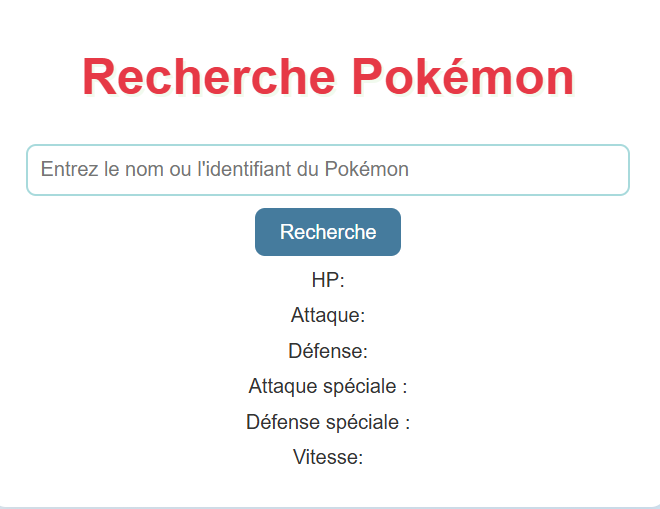 Recherche Pokémon
Entrez le nom ou l'identifiant du Pokémon
Recherche
HP:
Attaque:
Défense:
Attaque spéciale :
Défense spéciale :
Vitesse: